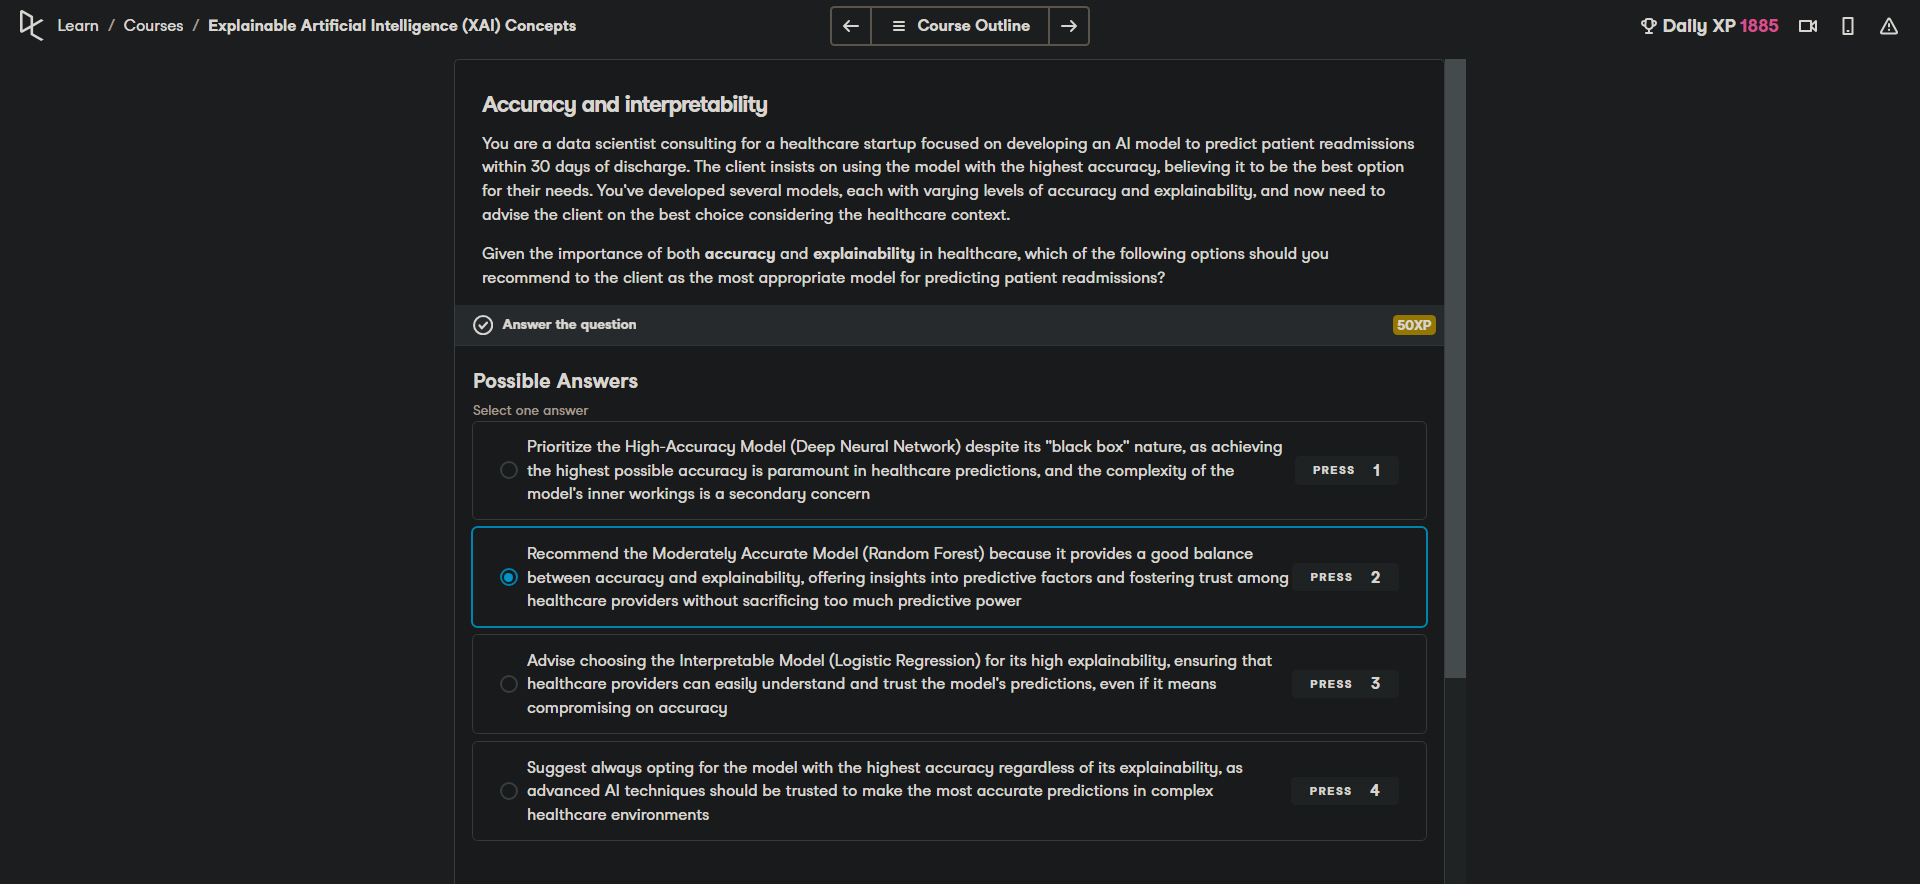 Learn / Courses / Explainable Artificial Intelligence (XAI) Concepts
Course Outline
Daily XP 1885
Accuracy and interpretability
You are a data scientist consulting for a healthcare startup focused on developing an AI model to predict patient readmissions
within 30 days of discharge. The client insists on using the model with the highest accuracy, believing it to be the best option
for their needs. You've developed several models, each with varying levels of accuracy and explainability, and now need to
advise the client on the best choice considering the healthcare context.
Given the importance of both accuracy and explainability in healthcare, which of the following options should you
recommend to the client as the most appropriate model for predicting patient readmissions?
Answer the question
50XP
Possible Answers
Select one answer
Prioritize the High-Accuracy Model (Deep Neural Network) despite its "black box" nature, as achieving
the highest possible accuracy is paramount in healthcare predictions, and the complexity of the
model's inner workings is a secondary concern
PRESS 1
Recommend the Moderately Accurate Model (Random Forest) because it provides a good balance
between accuracy and explainability, offering insights into predictive factors and fostering trust among
healthcare providers without sacrificing too much predictive power
PRESS 2
Advise choosing the Interpretable Model (Logistic Regression) for its high explainability, ensuring that
healthcare providers can easily understand and trust the model's predictions, even if it means
compromising on accuracy
PRESS 3
Suggest always opting for the model with the highest accuracy regardless of its explainability, as
advanced AI techniques should be trusted to make the most accurate predictions in complex
healthcare environments
PRESS 4